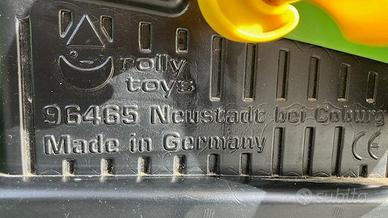 rolly
toys
96465 Neustadt bei Coburg
Made in Germany
CE
subito